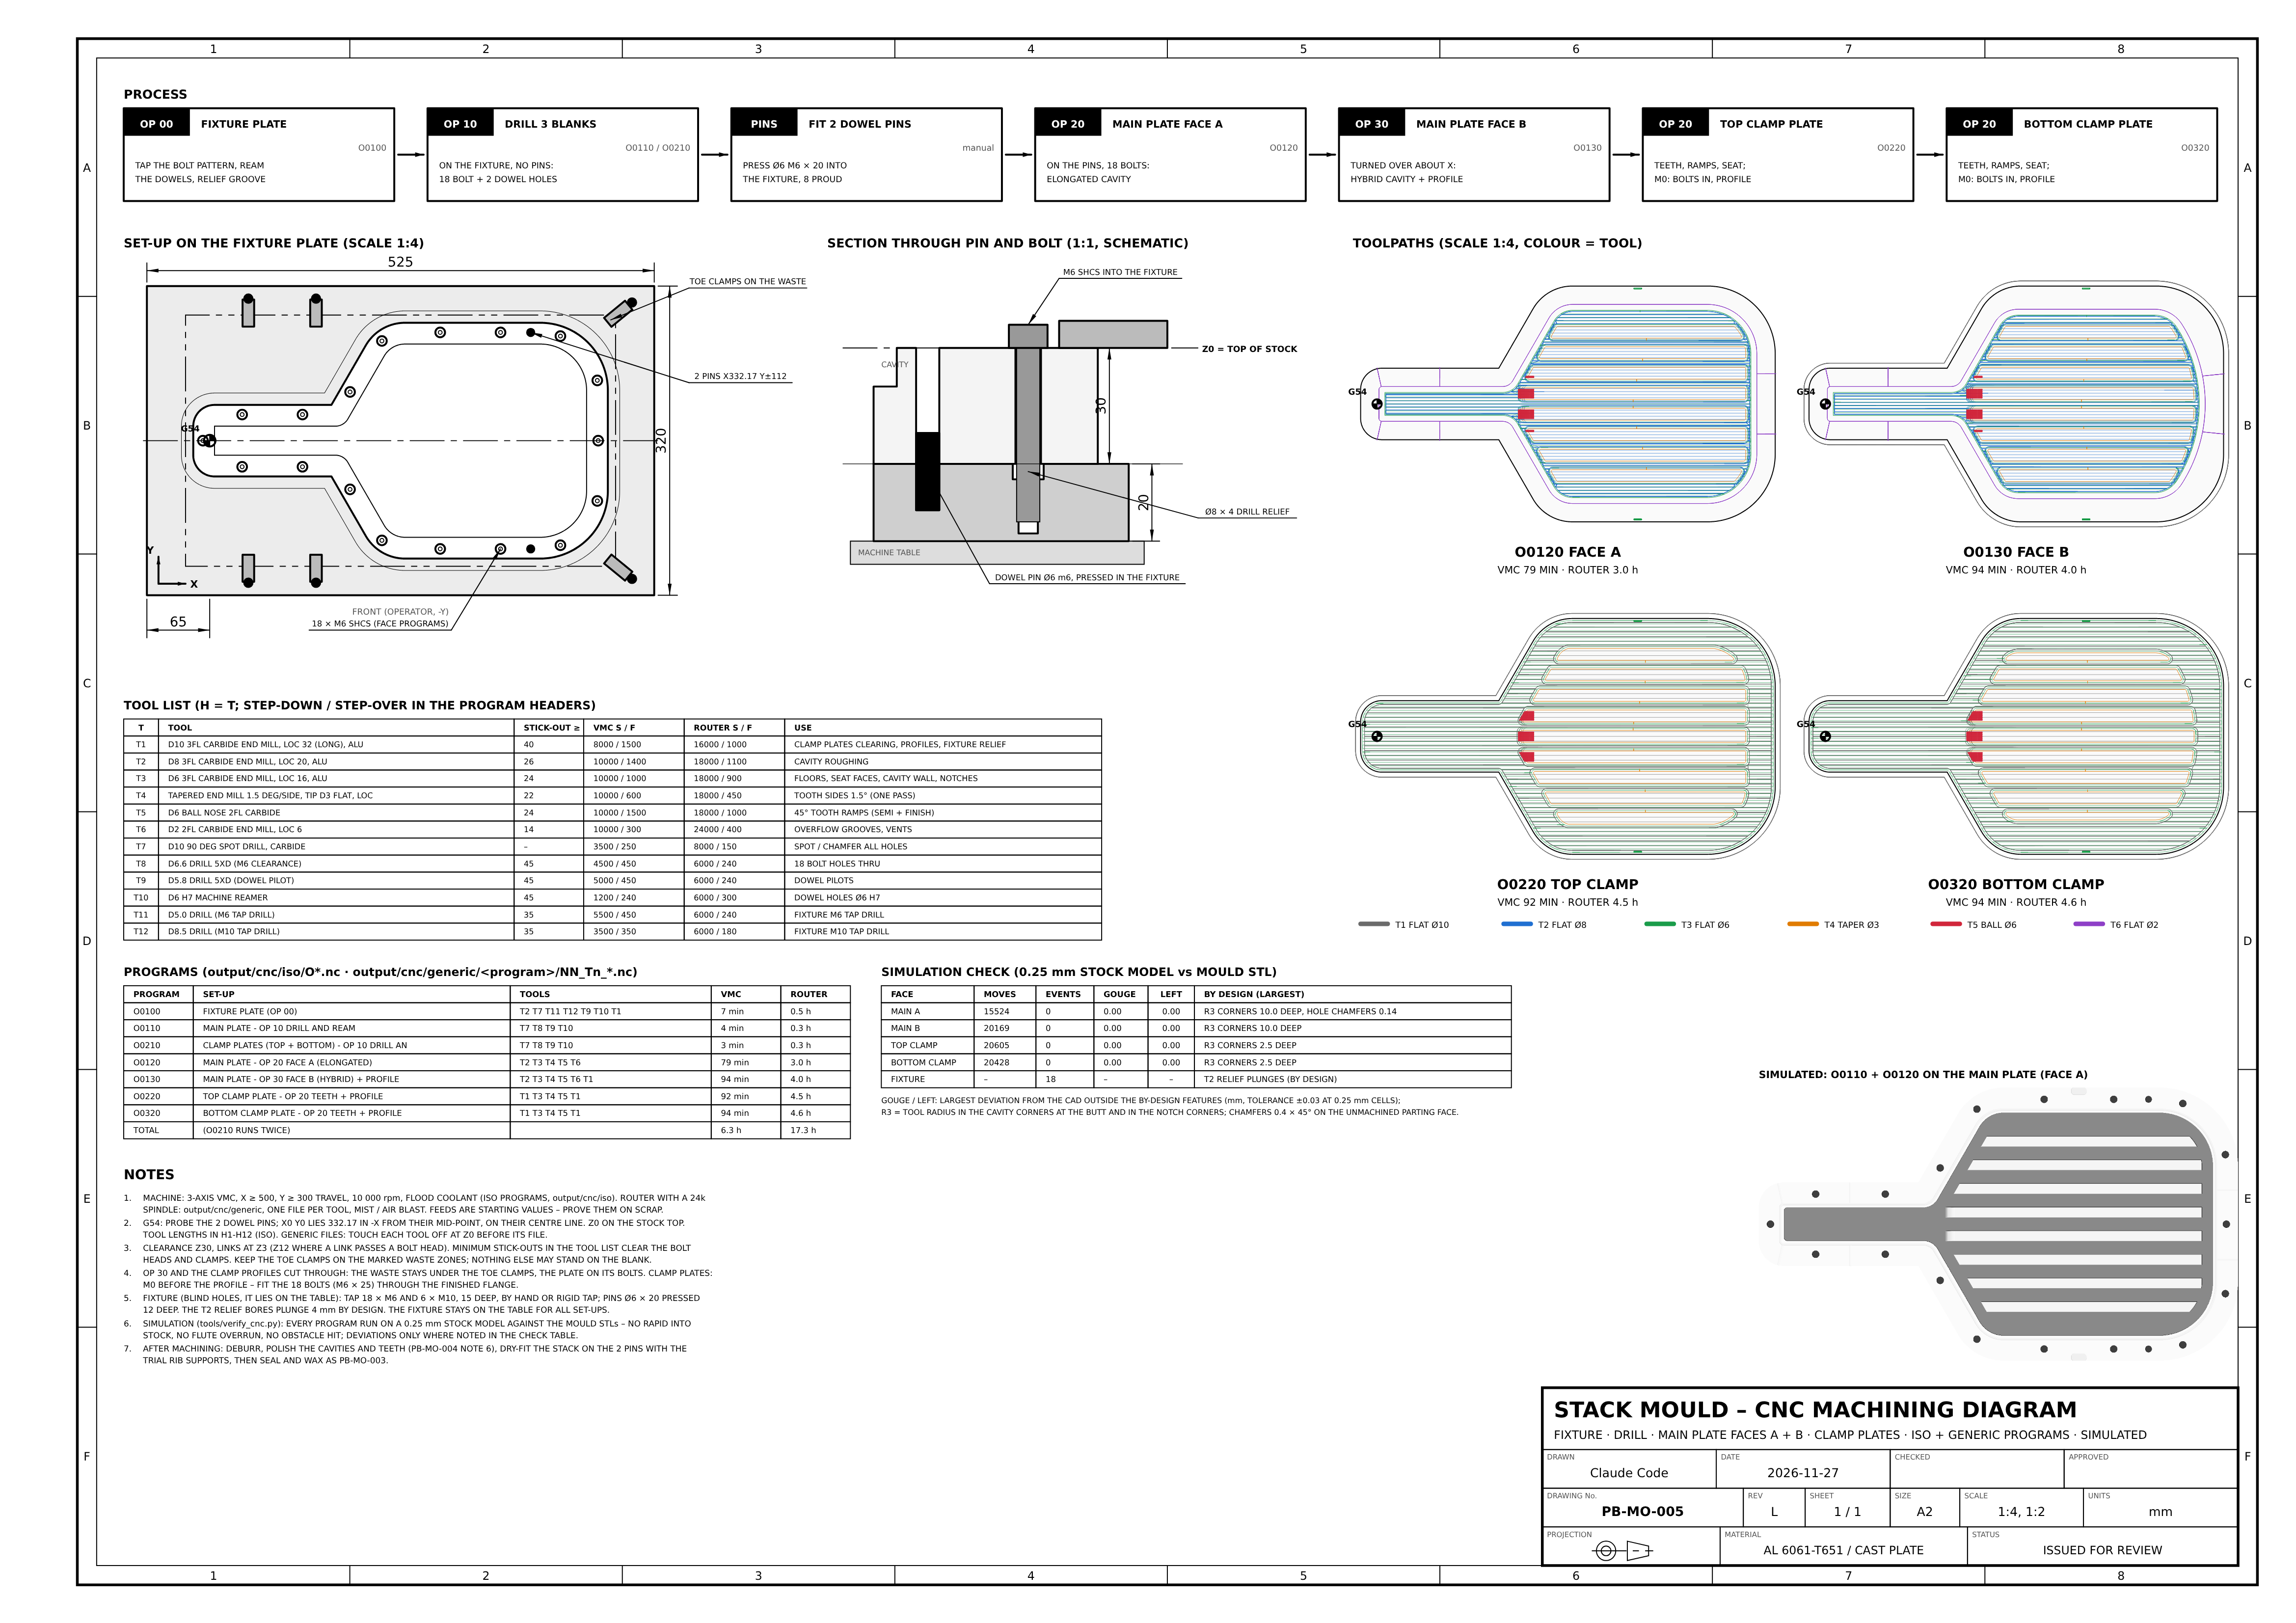 1 2 3 4 5 6 7 8
A A
B B
C C
D D
E E
F F
PROCESS
OP 00 FIXTURE PLATE
O0100
TAP THE BOLT PATTERN, REAM
THE DOWELS, RELIEF GROOVE
OP 10 DRILL 3 BLANKS
O0110 / O0210
ON THE FIXTURE, NO PINS:
18 BOLT + 2 DOWEL HOLES
PINS FIT 2 DOWEL PINS
manual
PRESS Ø6 M6 × 20 INTO
THE FIXTURE, 8 PROUD
OP 20 MAIN PLATE FACE A
O0120
ON THE PINS, 18 BOLTS:
ELONGATED CAVITY
OP 30 MAIN PLATE FACE B
O0130
TURNED OVER ABOUT X:
HYBRID CAVITY + PROFILE
OP 20 TOP CLAMP PLATE
O0220
TEETH, RAMPS, SEAT;
M0: BOLTS IN, PROFILE
OP 20 BOTTOM CLAMP PLATE
O0320
TEETH, RAMPS, SEAT;
M0: BOLTS IN, PROFILE
SET-UP ON THE FIXTURE PLATE (SCALE 1:4)
525
TOE CLAMPS ON THE WASTE
2 PINS X332.17 Y±112
G54
320
Y
X
65
FRONT (OPERATOR, -Y)
18 × M6 SHCS (FACE PROGRAMS)
SECTION THROUGH PIN AND BOLT (1:1, SCHEMATIC)
M6 SHCS INTO THE FIXTURE
Z0 = TOP OF STOCK
CAVITY
30
20
Ø8 × 4 DRILL RELIEF
MACHINE TABLE
DOWEL PIN Ø6 m6, PRESSED IN THE FIXTURE
TOOLPATHS (SCALE 1:4, COLOUR = TOOL)
G54 G54
O0120 FACE A
VMC 79 MIN · ROUTER 3.0 h
O0130 FACE B
VMC 94 MIN · ROUTER 4.0 h
G54 G54
O0220 TOP CLAMP
VMC 92 MIN · ROUTER 4.5 h
O0320 BOTTOM CLAMP
VMC 94 MIN · ROUTER 4.6 h
T1 FLAT Ø10 T2 FLAT Ø8 T3 FLAT Ø6 T4 TAPER Ø3 T5 BALL Ø6 T6 FLAT Ø2
TOOL LIST (H = T; STEP-DOWN / STEP-OVER IN THE PROGRAM HEADERS)
T TOOL STICK-OUT ≥ VMC S / F ROUTER S / F USE
T1 D10 3FL CARBIDE END MILL, LOC 32 (LONG), ALU 40 8000 / 1500 16000 / 1000 CLAMP PLATES CLEARING, PROFILES, FIXTURE RELIEF
T2 D8 3FL CARBIDE END MILL, LOC 20, ALU 26 10000 / 1400 18000 / 1100 CAVITY ROUGHING
T3 D6 3FL CARBIDE END MILL, LOC 16, ALU 24 10000 / 1000 18000 / 900 FLOORS, SEAT FACES, CAVITY WALL, NOTCHES
T4 TAPERED END MILL 1.5 DEG/SIDE, TIP D3 FLAT, LOC 22 10000 / 600 18000 / 450 TOOTH SIDES 1.5° (ONE PASS)
T5 D6 BALL NOSE 2FL CARBIDE 24 10000 / 1500 18000 / 1000 45° TOOTH RAMPS (SEMI + FINISH)
T6 D2 2FL CARBIDE END MILL, LOC 6 14 10000 / 300 24000 / 400 OVERFLOW GROOVES, VENTS
T7 D10 90 DEG SPOT DRILL, CARBIDE – 3500 / 250 8000 / 150 SPOT / CHAMFER ALL HOLES
T8 D6.6 DRILL 5XD (M6 CLEARANCE) 45 4500 / 450 6000 / 240 18 BOLT HOLES THRU
T9 D5.8 DRILL 5XD (DOWEL PILOT) 45 5000 / 450 6000 / 240 DOWEL PILOTS
T10 D6 H7 MACHINE REAMER 45 1200 / 240 6000 / 300 DOWEL HOLES Ø6 H7
T11 D5.0 DRILL (M6 TAP DRILL) 35 5500 / 450 6000 / 240 FIXTURE M6 TAP DRILL
T12 D8.5 DRILL (M10 TAP DRILL) 35 3500 / 350 6000 / 180 FIXTURE M10 TAP DRILL
PROGRAMS (output/cnc/iso/O*.nc · output/cnc/generic/<program>/NN_Tn_*.nc)
PROGRAM SET-UP TOOLS VMC ROUTER
O0100 FIXTURE PLATE (OP 00) T2 T7 T11 T12 T9 T10 T1 7 min 0.5 h
O0110 MAIN PLATE - OP 10 DRILL AND REAM T7 T8 T9 T10 4 min 0.3 h
O0210 CLAMP PLATES (TOP + BOTTOM) - OP 10 DRILL AN T7 T8 T9 T10 3 min 0.3 h
O0120 MAIN PLATE - OP 20 FACE A (ELONGATED) T2 T3 T4 T5 T6 79 min 3.0 h
O0130 MAIN PLATE - OP 30 FACE B (HYBRID) + PROFILE T2 T3 T4 T5 T6 T1 94 min 4.0 h
O0220 TOP CLAMP PLATE - OP 20 TEETH + PROFILE T1 T3 T4 T5 T1 92 min 4.5 h
O0320 BOTTOM CLAMP PLATE - OP 20 TEETH + PROFILE T1 T3 T4 T5 T1 94 min 4.6 h
TOTAL (O0210 RUNS TWICE) 6.3 h 17.3 h
SIMULATION CHECK (0.25 mm STOCK MODEL vs MOULD STL)
FACE MOVES EVENTS GOUGE LEFT BY DESIGN (LARGEST)
MAIN A 15524 0 0.00 0.00 R3 CORNERS 10.0 DEEP, HOLE CHAMFERS 0.14
MAIN B 20169 0 0.00 0.00 R3 CORNERS 10.0 DEEP
TOP CLAMP 20605 0 0.00 0.00 R3 CORNERS 2.5 DEEP
BOTTOM CLAMP 20428 0 0.00 0.00 R3 CORNERS 2.5 DEEP
FIXTURE – 18 – – T2 RELIEF PLUNGES (BY DESIGN)
GOUGE / LEFT: LARGEST DEVIATION FROM THE CAD OUTSIDE THE BY-DESIGN FEATURES (mm, TOLERANCE ±0.03 AT 0.25 mm CELLS);
R3 = TOOL RADIUS IN THE CAVITY CORNERS AT THE BUTT AND IN THE NOTCH CORNERS; CHAMFERS 0.4 × 45° ON THE UNMACHINED PARTING FACE.
SIMULATED: O0110 + O0120 ON THE MAIN PLATE (FACE A)
NOTES
1. MACHINE: 3-AXIS VMC, X ≥ 500, Y ≥ 300 TRAVEL, 10 000 rpm, FLOOD COOLANT (ISO PROGRAMS, output/cnc/iso). ROUTER WITH A 24k
SPINDLE: output/cnc/generic, ONE FILE PER TOOL, MIST / AIR BLAST. FEEDS ARE STARTING VALUES – PROVE THEM ON SCRAP.
2. G54: PROBE THE 2 DOWEL PINS; X0 Y0 LIES 332.17 IN -X FROM THEIR MID-POINT, ON THEIR CENTRE LINE. Z0 ON THE STOCK TOP.
TOOL LENGTHS IN H1-H12 (ISO). GENERIC FILES: TOUCH EACH TOOL OFF AT Z0 BEFORE ITS FILE.
3. CLEARANCE Z30, LINKS AT Z3 (Z12 WHERE A LINK PASSES A BOLT HEAD). MINIMUM STICK-OUTS IN THE TOOL LIST CLEAR THE BOLT
HEADS AND CLAMPS. KEEP THE TOE CLAMPS ON THE MARKED WASTE ZONES; NOTHING ELSE MAY STAND ON THE BLANK.
4. OP 30 AND THE CLAMP PROFILES CUT THROUGH: THE WASTE STAYS UNDER THE TOE CLAMPS, THE PLATE ON ITS BOLTS. CLAMP PLATES:
M0 BEFORE THE PROFILE – FIT THE 18 BOLTS (M6 × 25) THROUGH THE FINISHED FLANGE.
5. FIXTURE (BLIND HOLES, IT LIES ON THE TABLE): TAP 18 × M6 AND 6 × M10, 15 DEEP, BY HAND OR RIGID TAP; PINS Ø6 × 20 PRESSED
12 DEEP. THE T2 RELIEF BORES PLUNGE 4 mm BY DESIGN. THE FIXTURE STAYS ON THE TABLE FOR ALL SET-UPS.
6. SIMULATION (tools/verify_cnc.py): EVERY PROGRAM RUN ON A 0.25 mm STOCK MODEL AGAINST THE MOULD STLs – NO RAPID INTO
STOCK, NO FLUTE OVERRUN, NO OBSTACLE HIT; DEVIATIONS ONLY WHERE NOTED IN THE CHECK TABLE.
7. AFTER MACHINING: DEBURR, POLISH THE CAVITIES AND TEETH (PB-MO-004 NOTE 6), DRY-FIT THE STACK ON THE 2 PINS WITH THE
TRIAL RIB SUPPORTS, THEN SEAL AND WAX AS PB-MO-003.
STACK MOULD – CNC MACHINING DIAGRAM
FIXTURE · DRILL · MAIN PLATE FACES A + B · CLAMP PLATES · ISO + GENERIC PROGRAMS · SIMULATED
DRAWN DATE CHECKED APPROVED
Claude Code 2026-11-27
DRAWING No. REV SHEET SIZE SCALE UNITS
PB-MO-005 L 1 / 1 A2 1:4, 1:2 mm
PROJECTION MATERIAL STATUS
AL 6061-T651 / CAST PLATE ISSUED FOR REVIEW
1 2 3 4 5 6 7 8